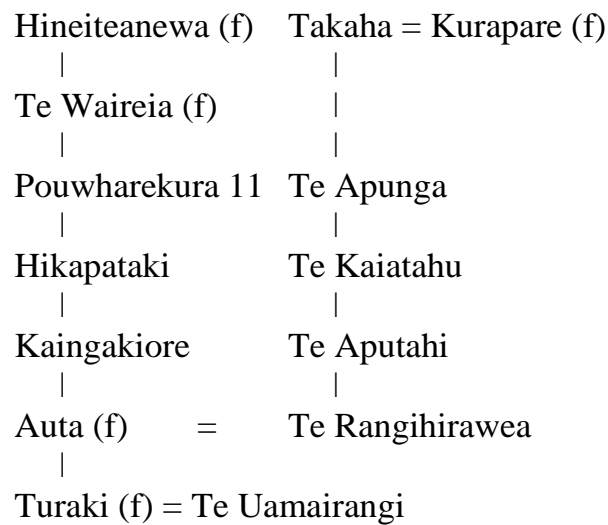 Hineiteanewa (f) Takaha = Kurapare (f)
Te Waireia (f)
Pouwharekura 11 Te Apunga
Hikapataki Te Kaiatahu
Kaingakiore Te Aputahi
Auta (f) = Te Rangihirawea
Turaki (f) = Te Uamairangi